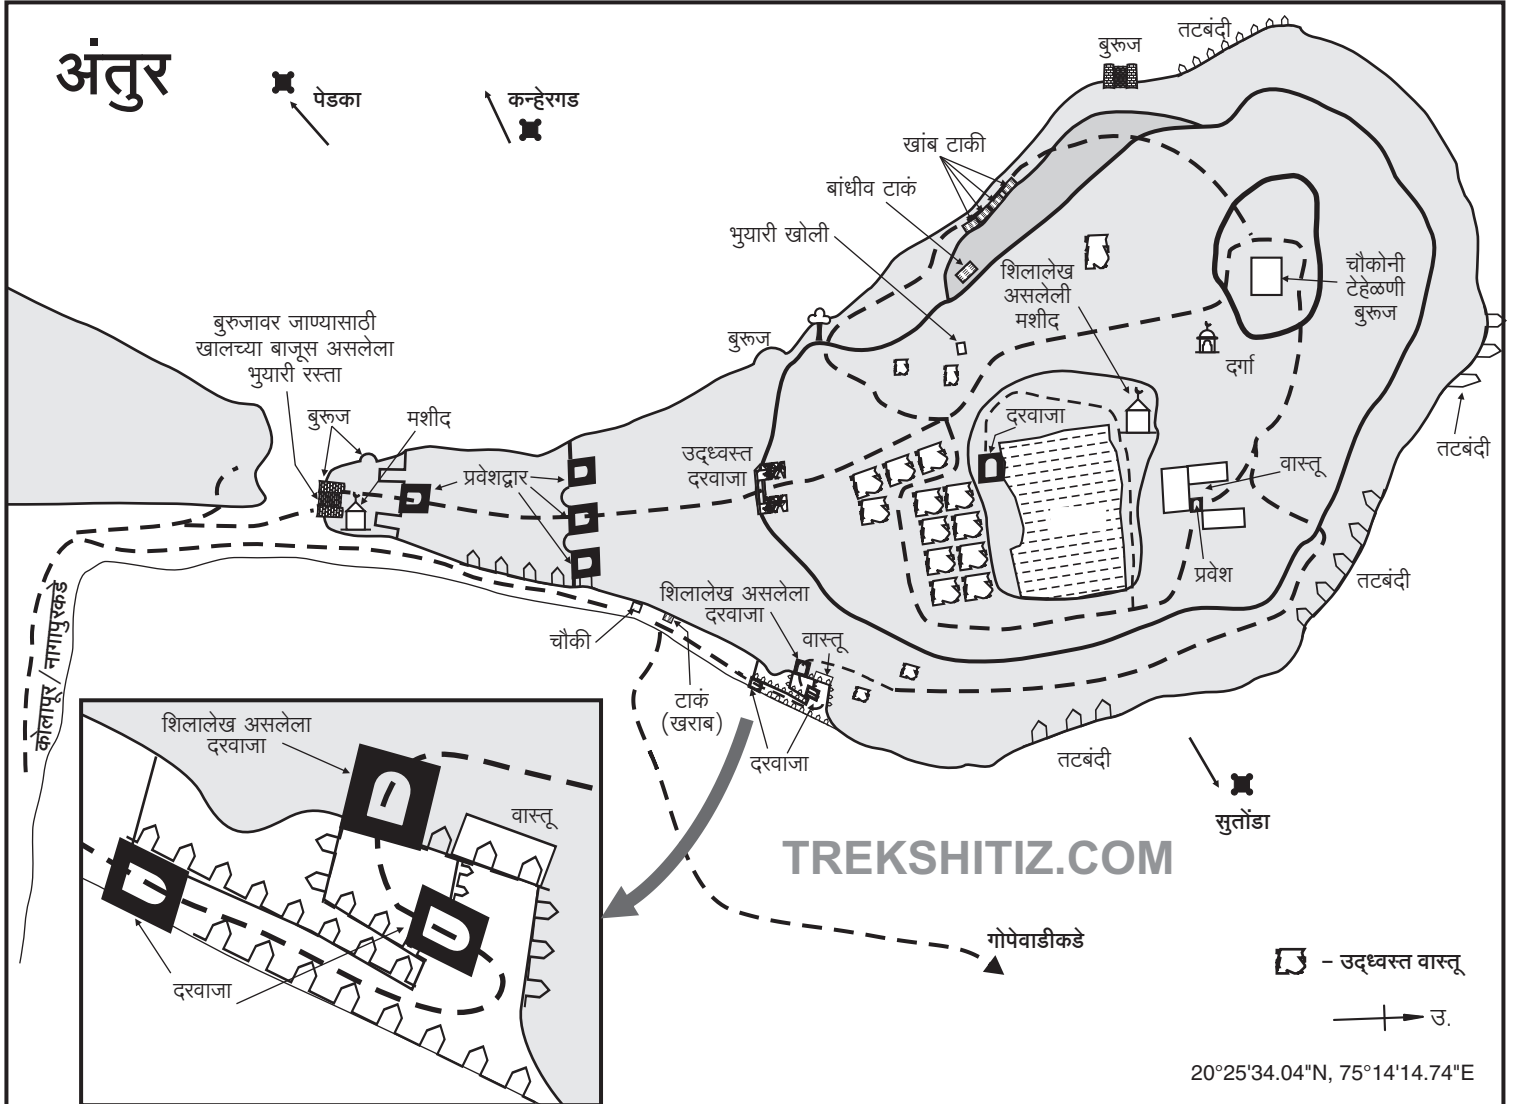 अंतुर
पेडका
कन्हेरगड
बुरूज
तटबंदी
खांब टाकी
बांधीव टाकं
भुयारी खोली
शिलालेख
असलेली
मशीद
चौकोनी
टेहेळणी
बुरूज
बुरुजावर जाण्यासाठी
खालच्या बाजूस असलेला
भुयारी रस्ता
बुरूज
दर्गा
बुरूज
मशीद
दरवाजा
तटबंदी
उद्ध्वस्त
दरवाजा
प्रवेशद्वार
वास्तू
प्रवेश
तटबंदी
शिलालेख असलेला
दरवाजा
चौकी
वास्तू
कोलापूर / नागापुरकडे
टाकं
(खराब)
दरवाजा
तटबंदी
शिलालेख असलेला
दरवाजा
वास्तू
दरवाजा
सुतोंडा
TREKSHITIZ.COM
गोपेवाडीकडे
– उद्ध्वस्त वास्तू
उ.
20°25'34.04"N, 75°14'14.74"E